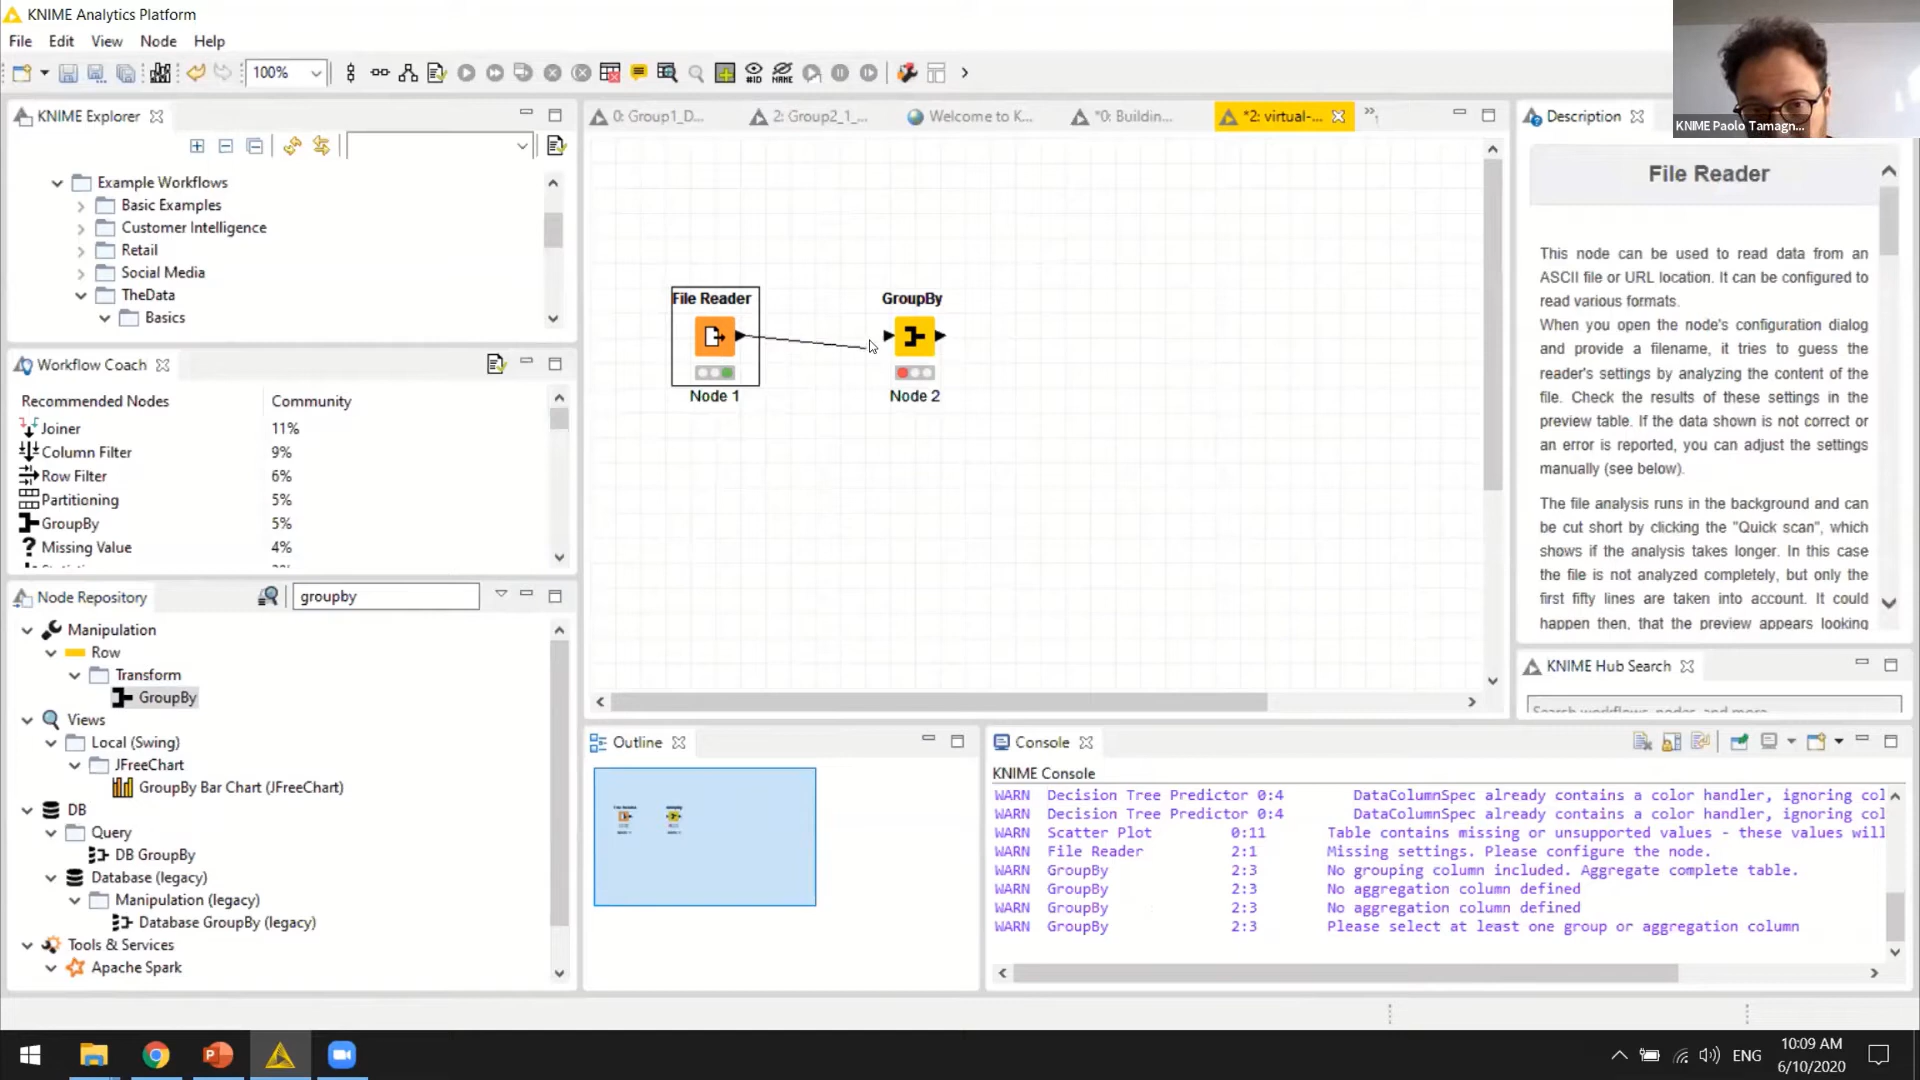 KNIME Analytics Platform
File Edit View Node Help
100%
#ID
KNIME Paolo Tamagn...
KNIME Explorer
Example Workflows
Basic Examples
Customer Intelligence
Retail
Social Media
TheData
Basics
Workflow Coach
Recommended Nodes Community
Joiner 11%
Column Filter 9%
Row Filter 6%
Partitioning 5%
GroupBy 5%
Missing Value 4%
Node Repository groupby
Manipulation
Row
Transform
GroupBy
Views
Local (Swing)
JFreeChart
GroupBy Bar Chart (JFreeChart)
DB
Query
DB GroupBy
Database (legacy)
Manipulation (legacy)
Database GroupBy (legacy)
Tools & Services
Apache Spark
0: Group1_D... 2: Group2_1_... Welcome to K... *0: Buildin... *2: virtual-...
File Reader GroupBy
Node 1 Node 2
Outline
Console
KNIME Console
WARN Decision Tree Predictor 0:4 DataColumnSpec already contains a color handler, ignoring col
WARN Decision Tree Predictor 0:4 DataColumnSpec already contains a color handler, ignoring col
WARN Scatter Plot 0:11 Table contains missing or unsupported values - these values will
WARN File Reader 2:1 Missing settings. Please configure the node.
WARN GroupBy 2:3 No grouping column included. Aggregate complete table.
WARN GroupBy 2:3 No aggregation column defined
WARN GroupBy 2:3 No aggregation column defined
WARN GroupBy 2:3 Please select at least one group or aggregation column
Description
File Reader
This node can be used to read data from an
ASCII file or URL location. It can be configured to
read various formats.
When you open the node's configuration dialog
and provide a filename, it tries to guess the
reader's settings by analyzing the content of the
file. Check the results of these settings in the
preview table. If the data shown is not correct or
an error is reported, you can adjust the settings
manually (see below).
The file analysis runs in the background and can
be cut short by clicking the "Quick scan", which
shows if the analysis takes longer. In this case
the file is not analyzed completely, but only the
first fifty lines are taken into account. It could
happen then, that the preview appears looking
KNIME Hub Search
Search workflows, nodes, and more...
ENG
10:09 AM
6/10/2020